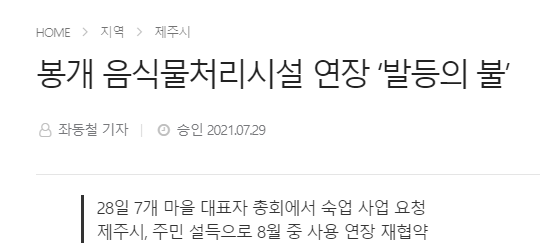 HOME > 지역 > 제주시
봉개 음식물처리시설 연장 ‘발등의 불’
좌동철 기자 | 승인 2021.07.29
28일 7개 마을 대표자 총회에서 숙업 사업 요청
제주시, 주민 설득으로 8월 중 사용 연장 재협약